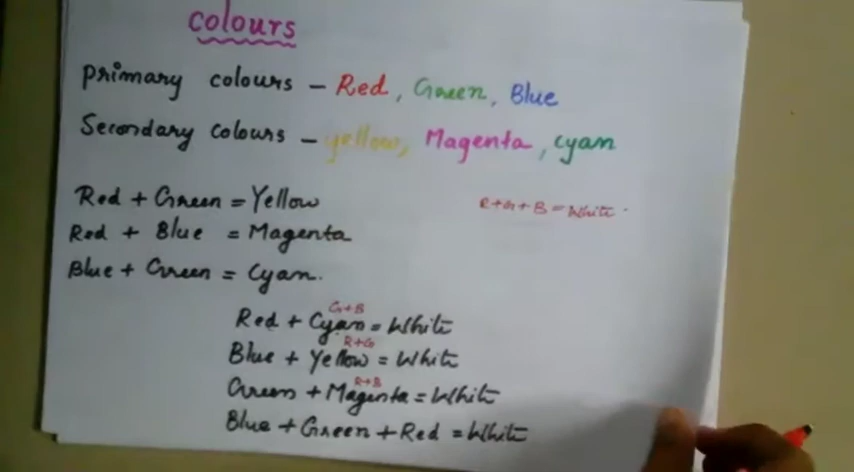 colours
Primary colours - Red, Green, Blue
Secondary colours - yellow, Magenta, cyan
Red + Green = Yellow
R+G+B = White.
Red + Blue = Magenta
Blue + Green = Cyan.
G+B
Red + Cyan = White
R+G
Blue + Yellow = White
R+B
Green + Magenta = White
Blue + Green + Red = White